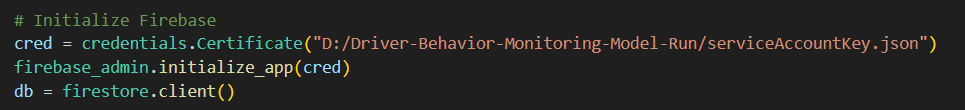 # Initialize Firebase
cred = credentials.Certificate("D:/Driver-Behavior-Monitoring-Model-Run/serviceAccountKey.json")
firebase_admin.initialize_app(cred)
db = firestore.client()